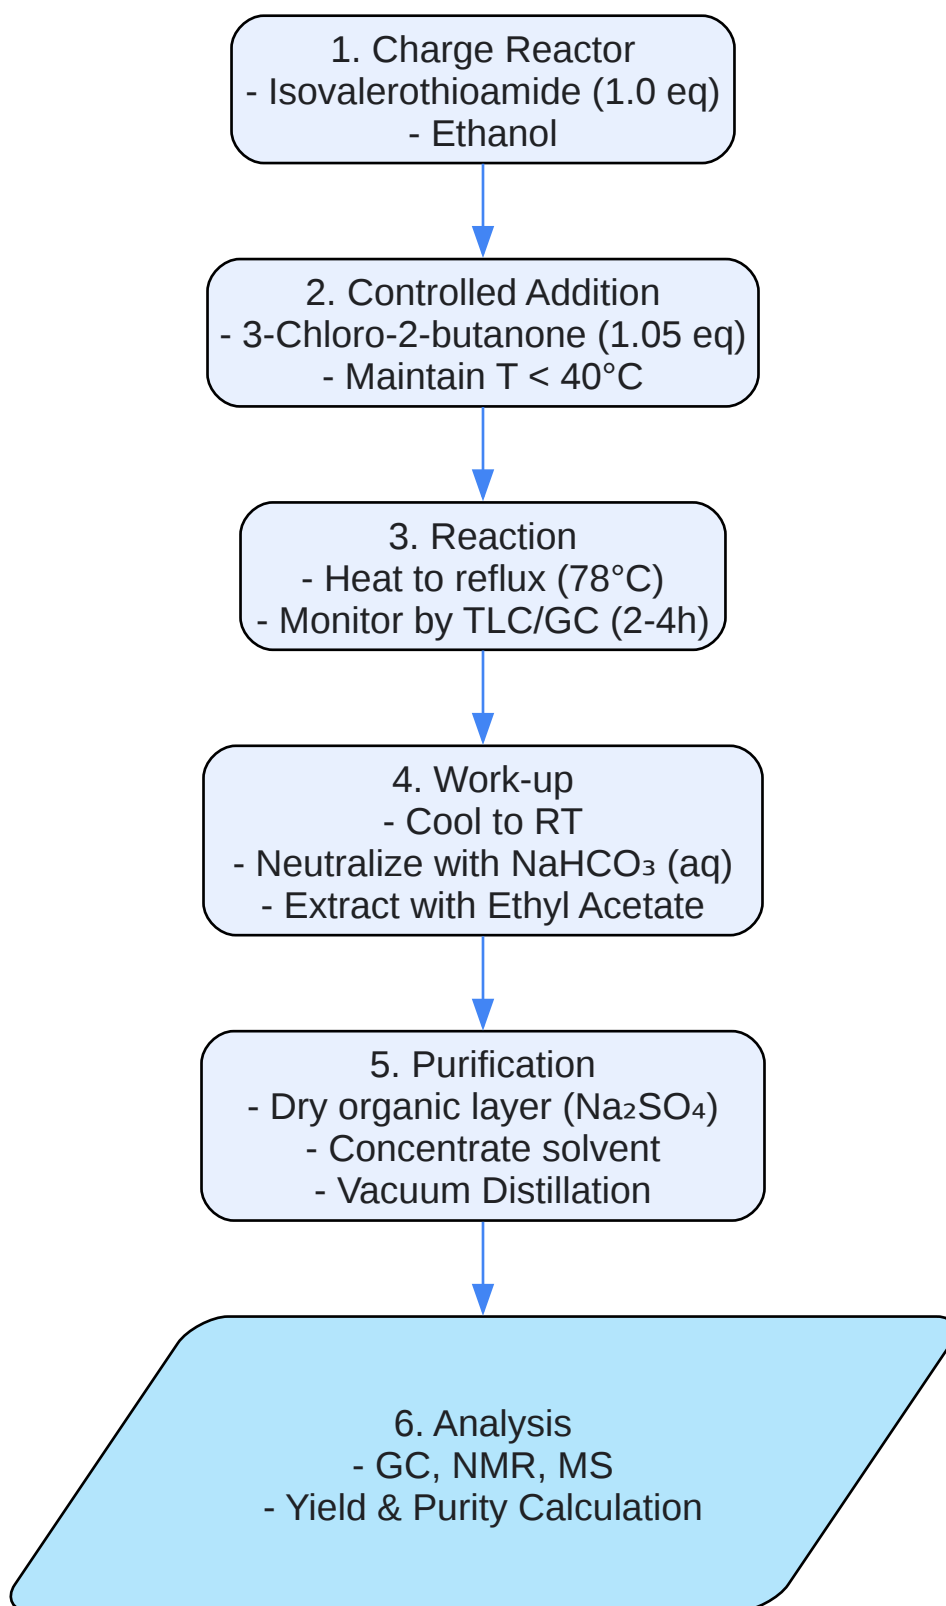 1. Charge Reactor
- Isovalerothioamide (1.0 eq)
- Ethanol
2. Controlled Addition
- 3-Chloro-2-butanone (1.05 eq)
- Maintain T < 40°C
3. Reaction
- Heat to reflux (78°C)
- Monitor by TLC/GC (2-4h)
4. Work-up
- Cool to RT
- Neutralize with NaHCO₃ (aq)
- Extract with Ethyl Acetate
5. Purification
- Dry organic layer (Na₂SO₄)
- Concentrate solvent
- Vacuum Distillation
6. Analysis
- GC, NMR, MS
- Yield & Purity Calculation